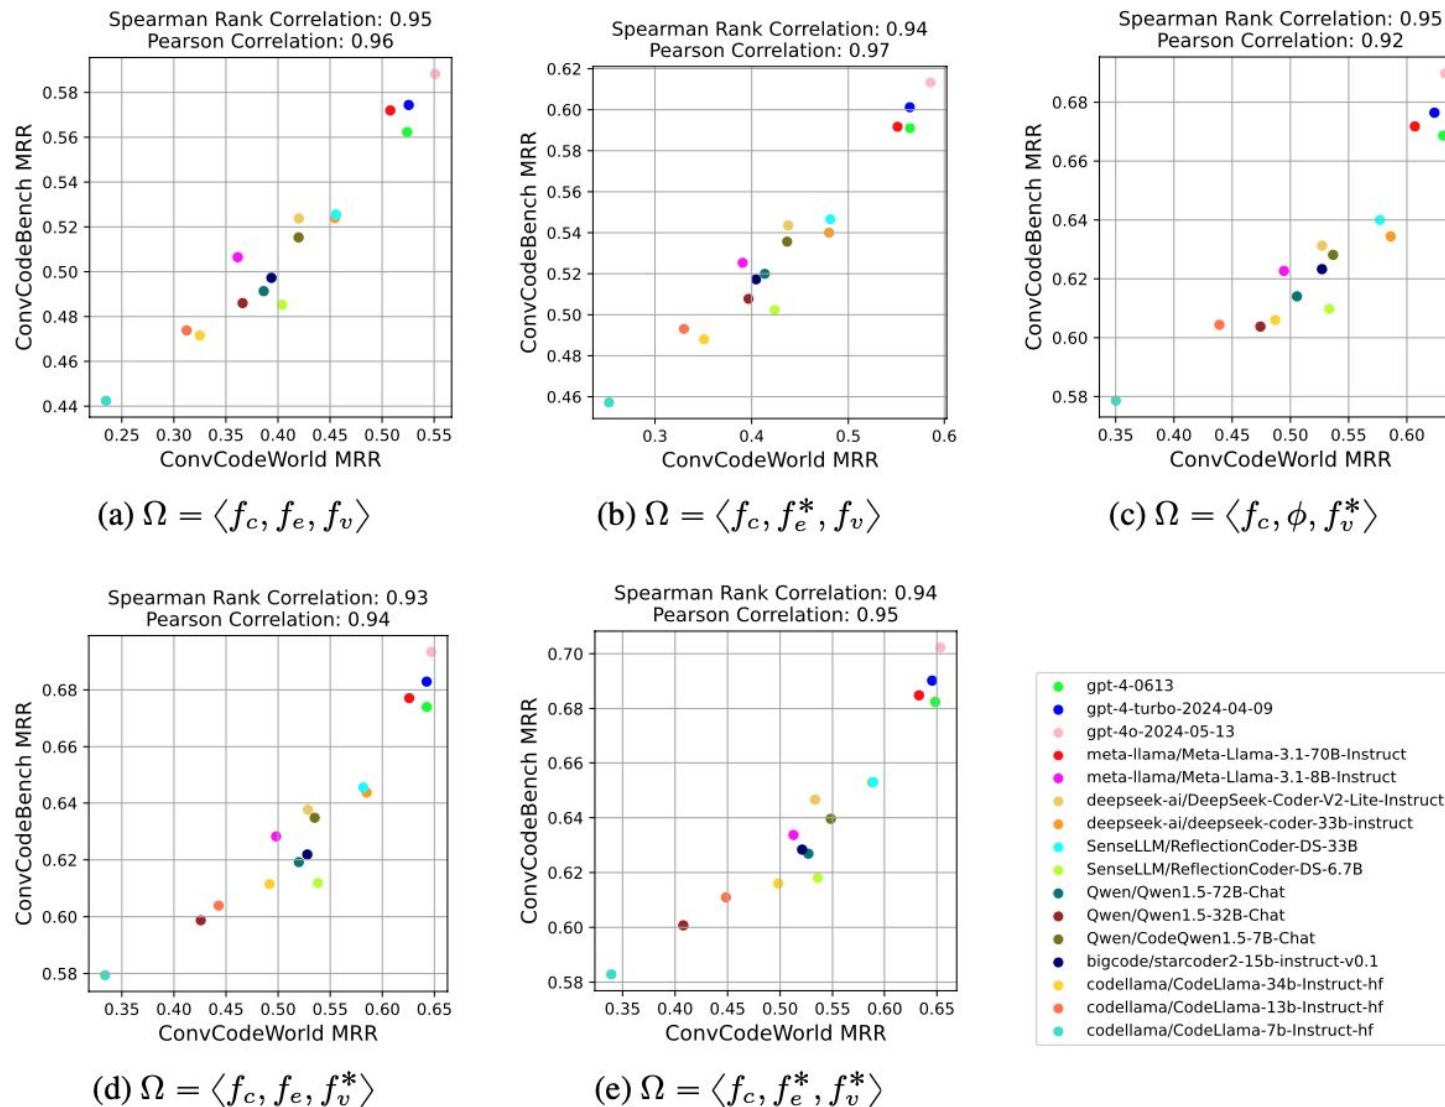 Spearman Rank Correlation: 0.95
Pearson Correlation: 0.96
ConvCodeBench MRR
0.58
0.56
0.54
0.52
0.50
0.48
0.46
0.44
0.25 0.30 0.35 0.40 0.45 0.50 0.55
ConvCodeWorld MRR
(a) Ω = ⟨f_c, f_e, f_v⟩
Spearman Rank Correlation: 0.94
Pearson Correlation: 0.97
ConvCodeBench MRR
0.62
0.60
0.58
0.56
0.54
0.52
0.50
0.48
0.46
0.3 0.4 0.5 0.6
ConvCodeWorld MRR
(b) Ω = ⟨f_c, f_e^*, f_v⟩
Spearman Rank Correlation: 0.95
Pearson Correlation: 0.92
ConvCodeBench MRR
0.68
0.66
0.64
0.62
0.60
0.58
0.35 0.40 0.45 0.50 0.55 0.60
ConvCodeWorld MRR
(c) Ω = ⟨f_c, ϕ, f_v^*⟩
Spearman Rank Correlation: 0.93
Pearson Correlation: 0.94
ConvCodeBench MRR
0.68
0.66
0.64
0.62
0.60
0.58
0.35 0.40 0.45 0.50 0.55 0.60 0.65
ConvCodeWorld MRR
(d) Ω = ⟨f_c, f_e, f_v^*⟩
Spearman Rank Correlation: 0.94
Pearson Correlation: 0.95
ConvCodeBench MRR
0.70
0.68
0.66
0.64
0.62
0.60
0.58
0.35 0.40 0.45 0.50 0.55 0.60 0.65
ConvCodeWorld MRR
(e) Ω = ⟨f_c, f_e^*, f_v^*⟩
gpt-4-0613
gpt-4-turbo-2024-04-09
gpt-4o-2024-05-13
meta-llama/Meta-Llama-3.1-70B-Instruct
meta-llama/Meta-Llama-3.1-8B-Instruct
deepseek-ai/DeepSeek-Coder-V2-Lite-Instruct
deepseek-ai/deepseek-coder-33b-instruct
SenseLLM/ReflectionCoder-DS-33B
SenseLLM/ReflectionCoder-DS-6.7B
Qwen/Qwen1.5-72B-Chat
Qwen/Qwen1.5-32B-Chat
Qwen/CodeQwen1.5-7B-Chat
bigcode/starcoder2-15b-instruct-v0.1
codellama/CodeLlama-34b-Instruct-hf
codellama/CodeLlama-13b-Instruct-hf
codellama/CodeLlama-7b-Instruct-hf